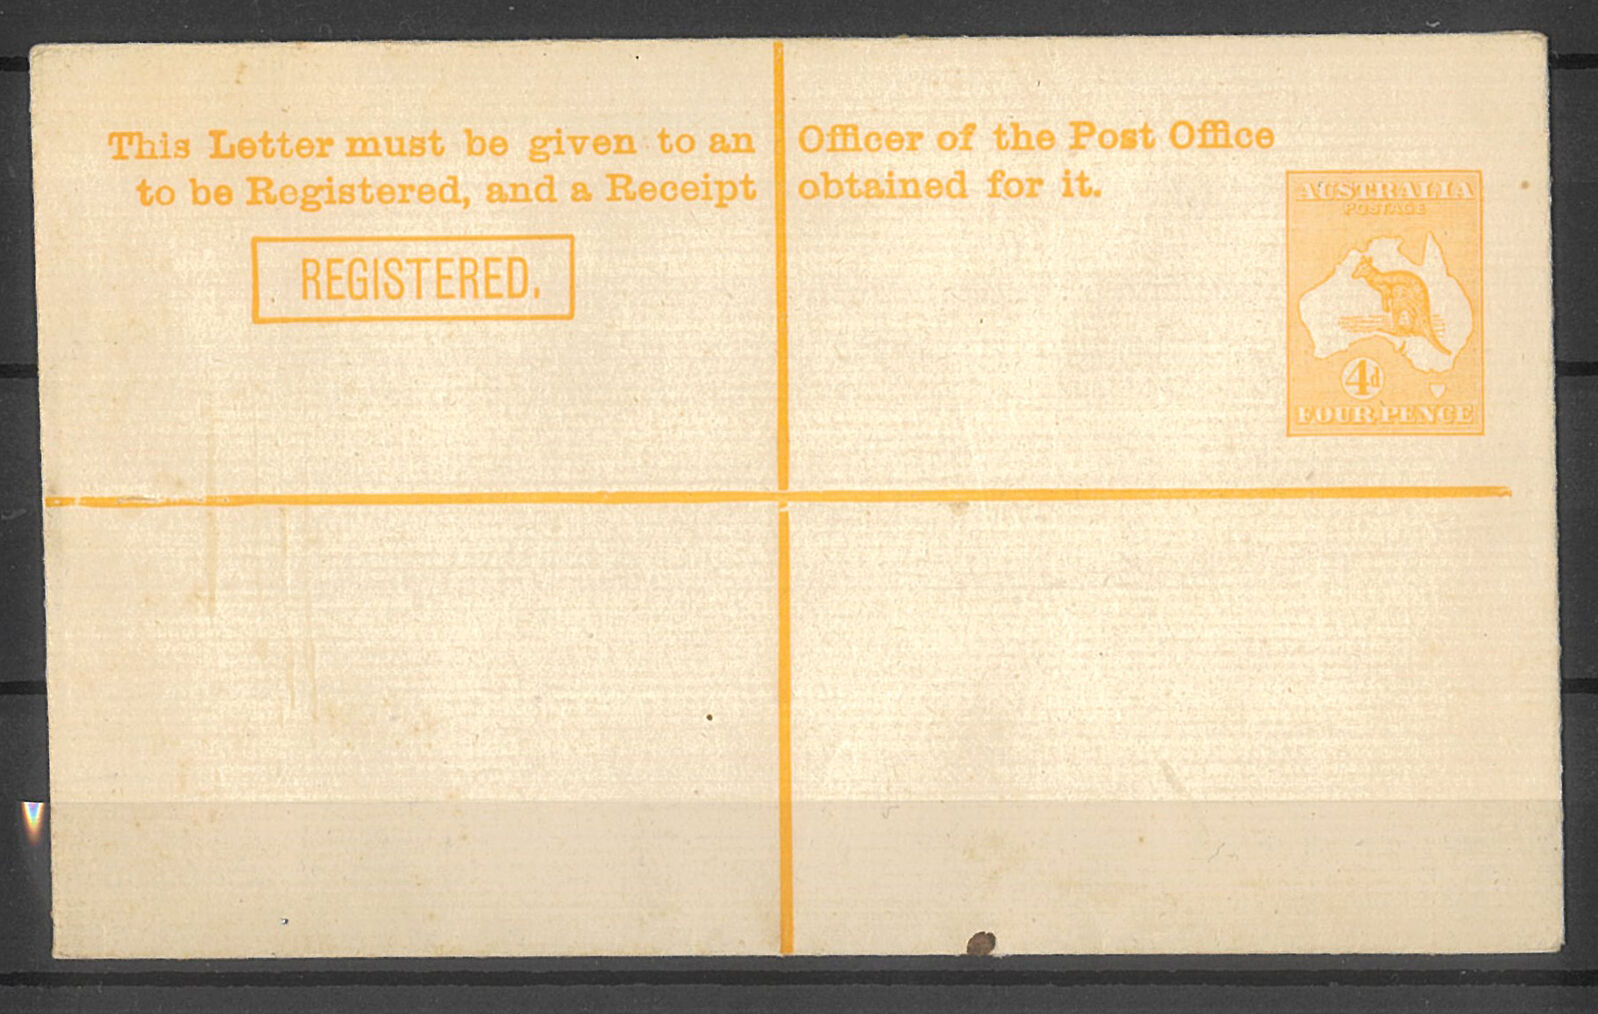 This Letter must be given to an Officer of the Post Office
to be Registered, and a Receipt obtained for it.
REGISTERED.
AUSTRALIA
POSTAGE
4d
FOUR PENCE